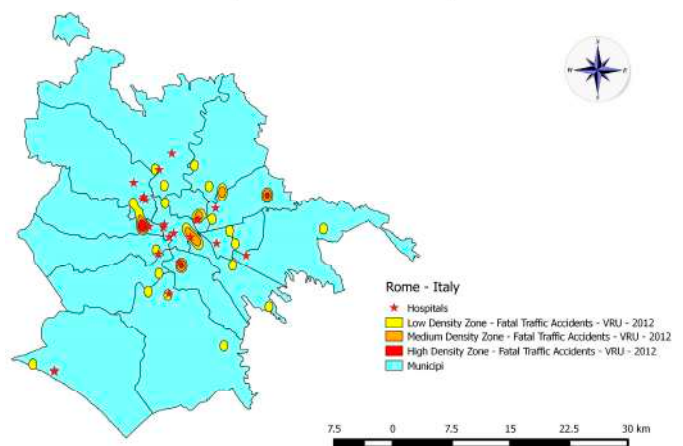 Rome - Italy
Hospitals
Low Density Zone - Fatal Traffic Accidents - VRU - 2012
Medium Density Zone - Fatal Traffic Accidents - VRU - 2012
High Density Zone - Fatal Traffic Accidents - VRU - 2012
Municipi
7.5 0 7.5 15 22.5 30 km